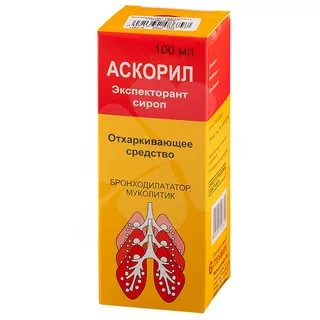 100 мл
АСКОРИЛ
Экспекторант
сироп
Отхаркивающее
средство
БРОНХОДИЛАТАТОР,
МУКОЛИТИК